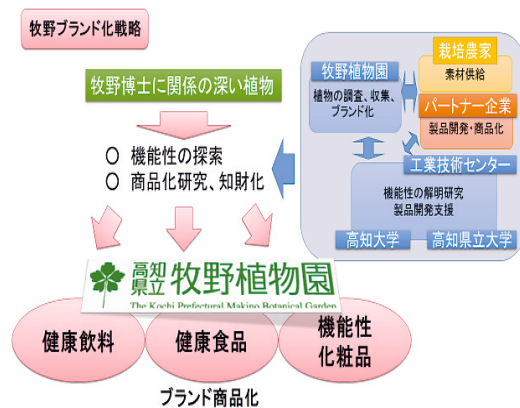 牧野ブランド化戦略
牧野博士に関係の深い植物
○ 機能性の探索
○ 商品化研究、知財化
栽培農家
素材供給
牧野植物園
植物の調査、収集、
ブランド化
パートナー企業
製品開発・商品化
工業技術センター
機能性の解明研究
製品開発支援
高知大学
高知県立大学
高知
県立
牧野植物園
The Kochi Prefectural Makino Botanical Garden
健康飲料
健康食品
機能性
化粧品
ブランド商品化